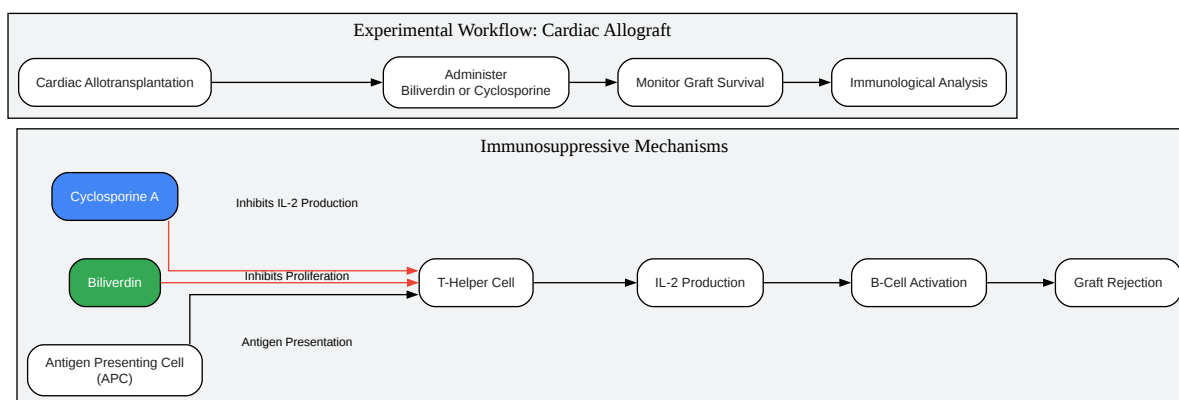 Experimental Workflow: Cardiac Allograft
Cardiac Allotransplantation
Administer
Biliverdin or Cyclosporine
Monitor Graft Survival
Immunological Analysis
Immunosuppressive Mechanisms
Cyclosporine A
Inhibits IL-2 Production
Biliverdin
Inhibits Proliferation
T-Helper Cell
IL-2 Production
B-Cell Activation
Graft Rejection
Antigen Presenting Cell
(APC)
Antigen Presentation